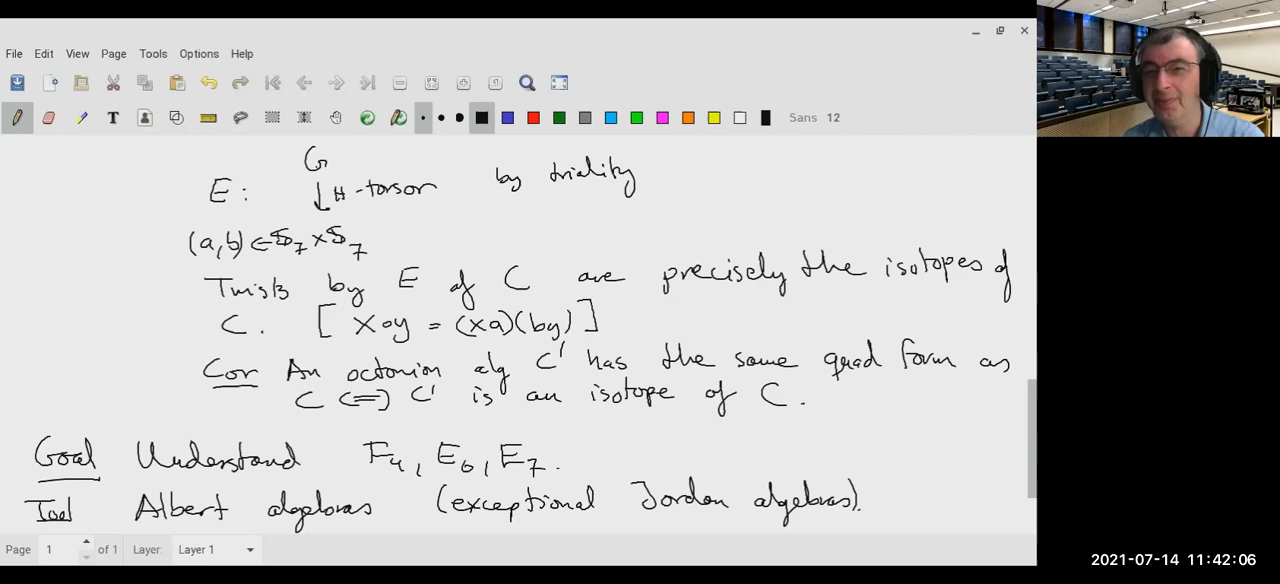 File Edit View Page Tools Options Help
Sans 12
G
E: ↓ H-torsor by triality
(a,b) ∈ S₇ × S₇
Twists by E of C are precisely the isotopes of
C. [ x∘y = (xa)(by) ]
Cor An octonion alg C' has the same quad form as
C ⟺ C' is an isotope of C.
Goal Understand F₄, E₆, E₇.
Tool Albert algebras (exceptional Jordan algebras).
Page 1 of 1 Layer: Layer 1
2021-07-14 11:42:06